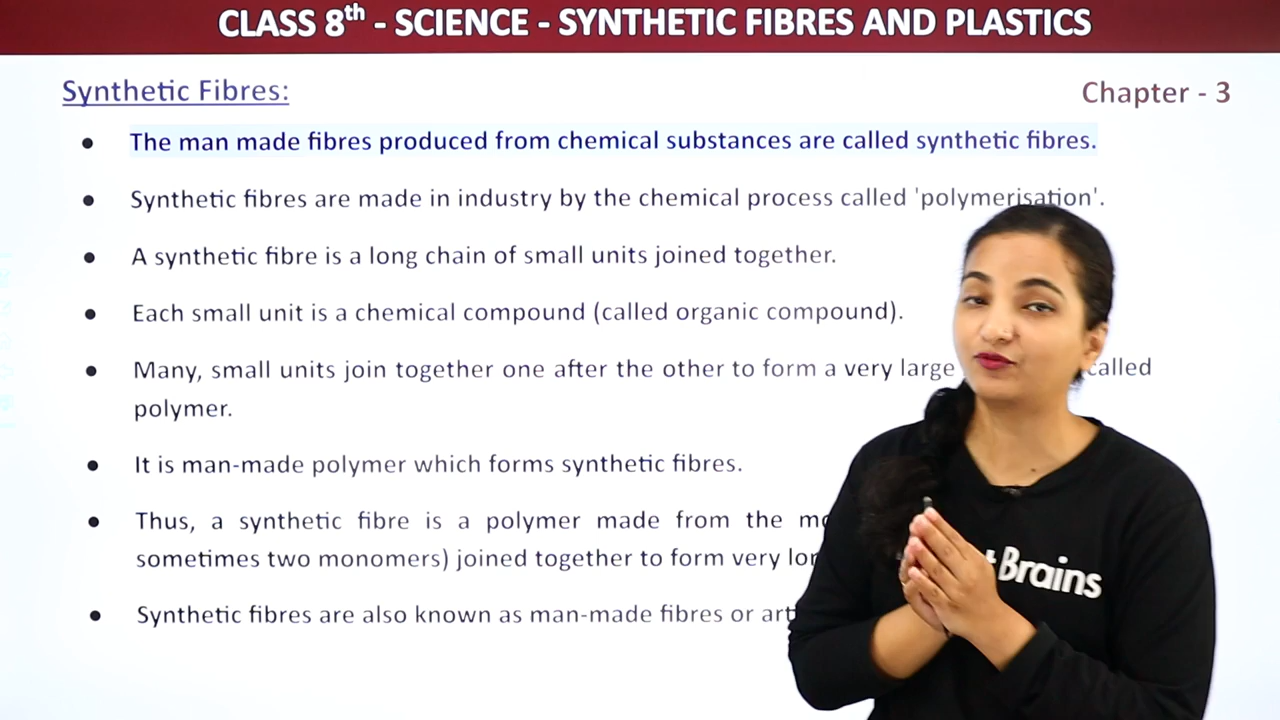 CLASS 8th - SCIENCE - SYNTHETIC FIBRES AND PLASTICS
Synthetic Fibres:
Chapter - 3
● The man made fibres produced from chemical substances are called synthetic fibres.
● Synthetic fibres are made in industry by the chemical process called 'polymerisation'.
● A synthetic fibre is a long chain of small units joined together.
● Each small unit is a chemical compound (called organic compound).
● Many, small units join together one after the other to form a very large called
polymer.
● It is man-made polymer which forms synthetic fibres.
● Thus, a synthetic fibre is a polymer made from the
sometimes two monomers) joined together to form very
● Synthetic fibres are also known as man-made fibres or
Brains